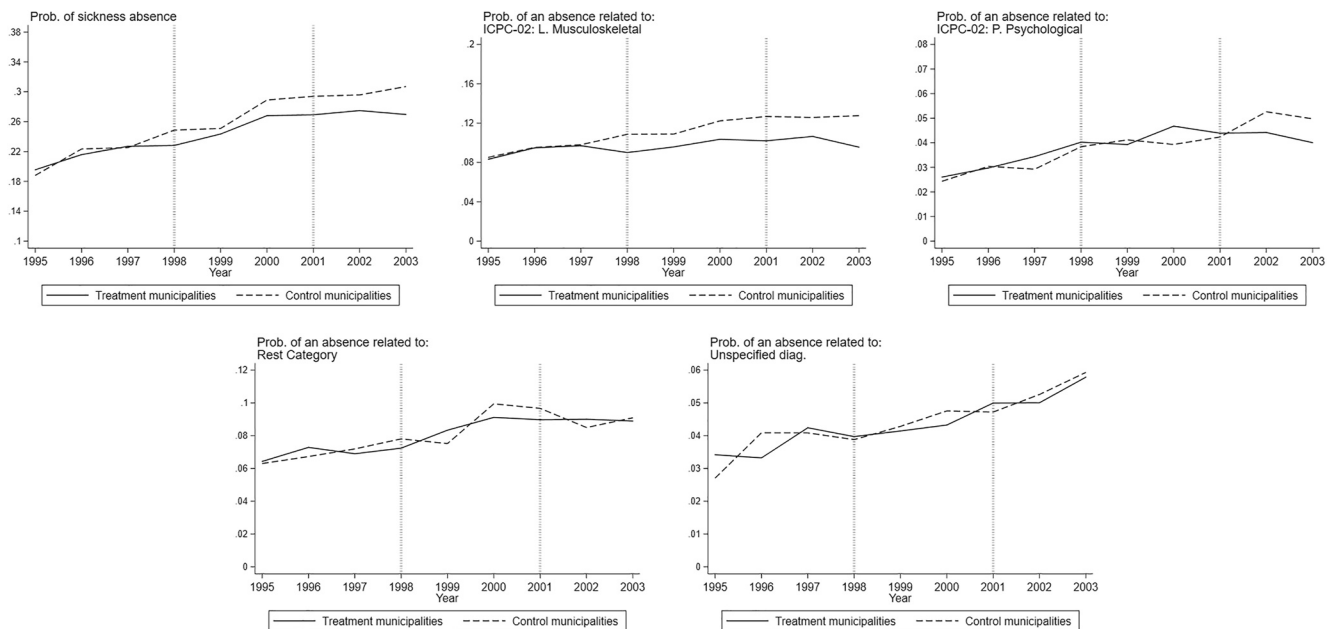 Prob. of sickness absence
.38
.34
.3
.26
.22
.18
.14
.1
1995 1996 1997 1998 1999 2000 2001 2002 2003
Year
Treatment municipalities Control municipalities
Prob. of an absence related to:
ICPC-02: L. Musculoskeletal
.2
.16
.12
.08
.04
0
1995 1996 1997 1998 1999 2000 2001 2002 2003
Year
Treatment municipalities Control municipalities
Prob. of an absence related to:
ICPC-02: P. Psychological
.08
.07
.06
.05
.04
.03
.02
.01
0
1995 1996 1997 1998 1999 2000 2001 2002 2003
Year
Treatment municipalities Control municipalities
Prob. of an absence related to:
Rest Category
.12
.1
.08
.06
.04
.02
0
1995 1996 1997 1998 1999 2000 2001 2002 2003
Year
Treatment municipalities Control municipalities
Prob. of an absence related to:
Unspecified diag.
.06
.05
.04
.03
.02
.01
0
1995 1996 1997 1998 1999 2000 2001 2002 2003
Year
Treatment municipalities Control municipalities